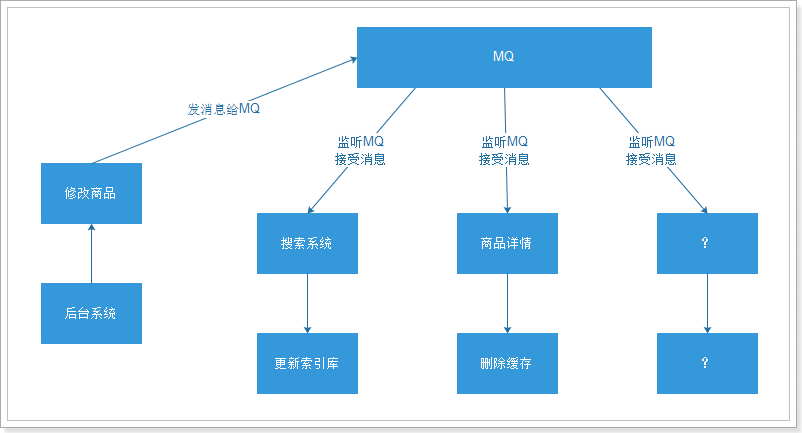 MQ
发消息给MQ
监听MQ
接受消息
监听MQ
接受消息
监听MQ
接受消息
修改商品
搜索系统
商品详情
？
后台系统
更新索引库
删除缓存
？